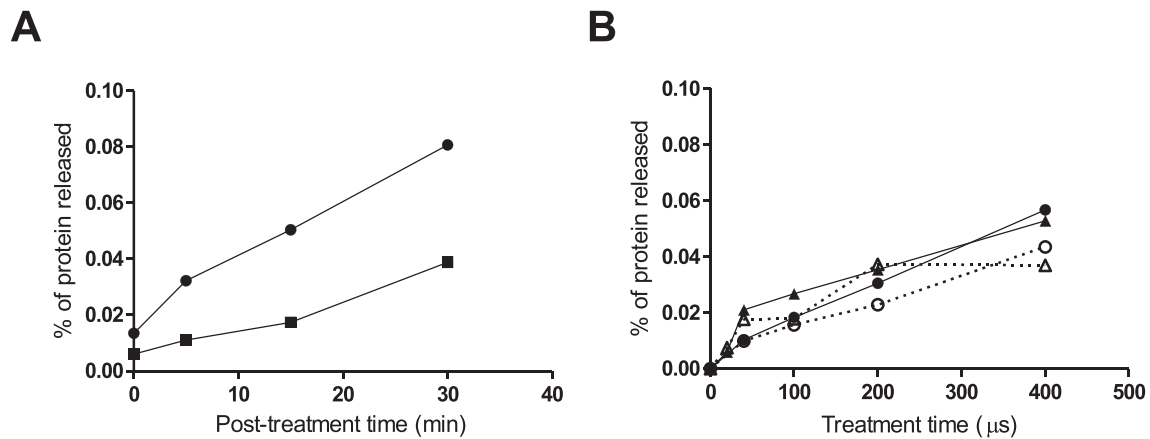 A
0.10
0.08
0.06
0.04
0.02
0.00
% of protein released
0 10 20 30 40
Post-treatment time (min)
B
0.10
0.08
0.06
0.04
0.02
0.00
% of protein released
0 100 200 300 400 500
Treatment time ( μs)